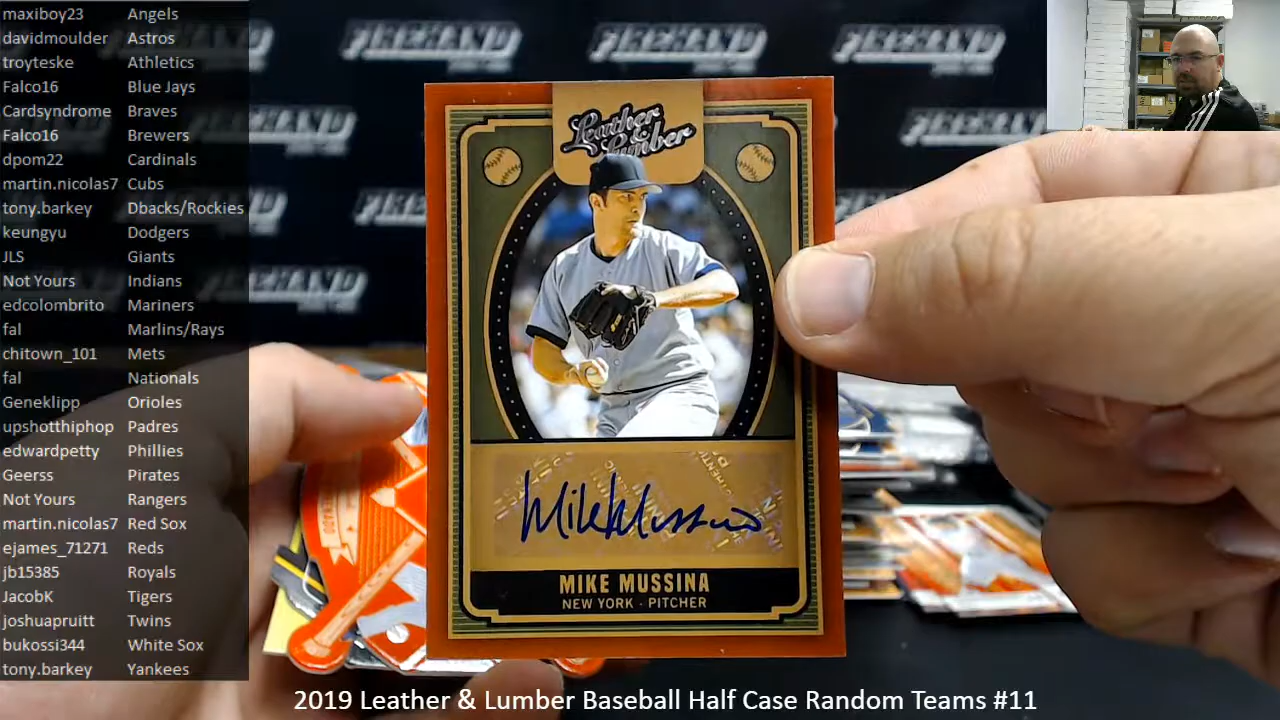 maxiboy23 Angels
davidmoulder Astros
troyteske Athletics
Falco16 Blue Jays
Cardsyndrome Braves
Falco16 Brewers
dpom22 Cardinals
martin.nicolas7 Cubs
tony.barkey Dbacks/Rockies
keungyu Dodgers
JLS Giants
Not Yours Indians
edcolombrito Mariners
fal Marlins/Rays
chitown_101 Mets
fal Nationals
Geneklipp Orioles
upshotthiphop Padres
edwardpetty Phillies
Geerss Pirates
Not Yours Rangers
martin.nicolas7 Red Sox
ejames_71271 Reds
jb15385 Royals
JacobK Tigers
joshuapruitt Twins
bukossi344 White Sox
tony.barkey Yankees
FIREHAND
FIREHAND
FIREHAND
Leather
& Lumber
Mike Mussina
MIKE MUSSINA
NEW YORK · PITCHER
2019 Leather & Lumber Baseball Half Case Random Teams #11